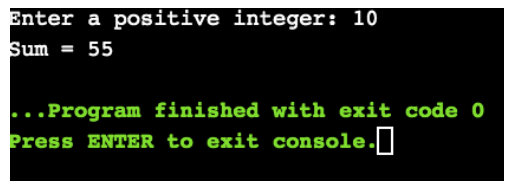 Enter a positive integer: 10
Sum = 55
...Program finished with exit code 0
Press ENTER to exit console.